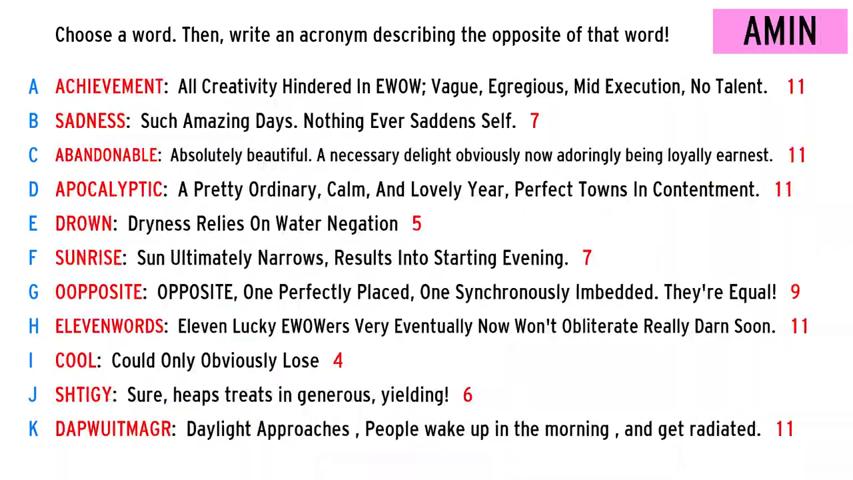 Choose a word. Then, write an acronym describing the opposite of that word!
AMIN
A ACHIEVEMENT: All Creativity Hindered In EWOW; Vague, Egregious, Mid Execution, No Talent. 11
B SADNESS: Such Amazing Days. Nothing Ever Saddens Self. 7
C ABANDONABLE: Absolutely beautiful. A necessary delight obviously now adoringly being loyally earnest. 11
D APOCALYPTIC: A Pretty Ordinary, Calm, And Lovely Year, Perfect Towns In Contentment. 11
E DROWN: Dryness Relies On Water Negation 5
F SUNRISE: Sun Ultimately Narrows, Results Into Starting Evening. 7
G OOPPOSITE: OPPOSITE, One Perfectly Placed, One Synchronously Imbedded. They're Equal! 9
H ELEVENWORDS: Eleven Lucky EWOWers Very Eventually Now Won't Obliterate Really Darn Soon. 11
I COOL: Could Only Obviously Lose 4
J SHTIGY: Sure, heaps treats in generous, yielding! 6
K DAPWUITMAGR: Daylight Approaches , People wake up in the morning , and get radiated. 11